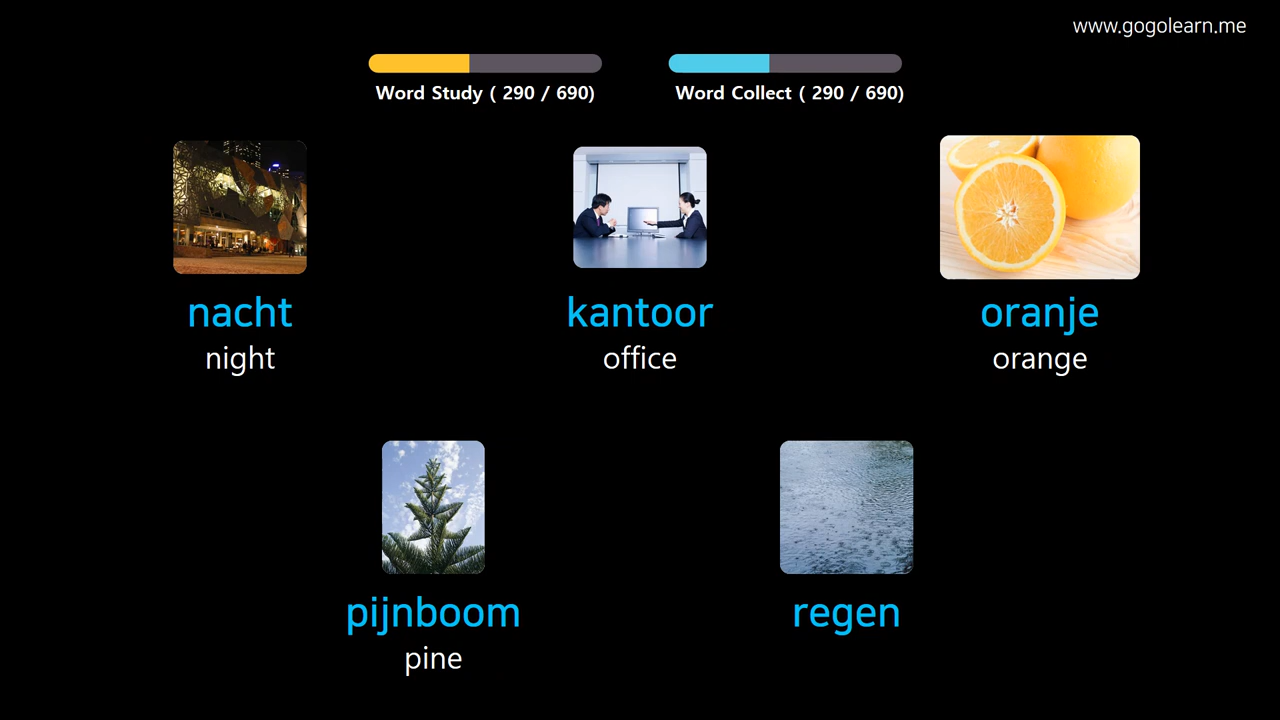 www.gogolearn.me
Word Study ( 290 / 690)
Word Collect ( 290 / 690)
nacht
night
kantoor
office
oranje
orange
pijnboom
pine
regen